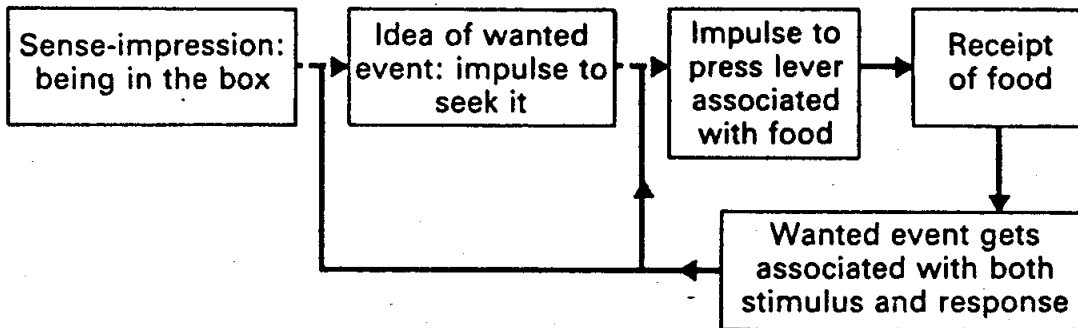 Sense-impression:
being in the box
Idea of wanted
event: impulse to
seek it
Impulse to
press lever
associated
with food
Receipt
of food
Wanted event gets
associated with both
stimulus and response